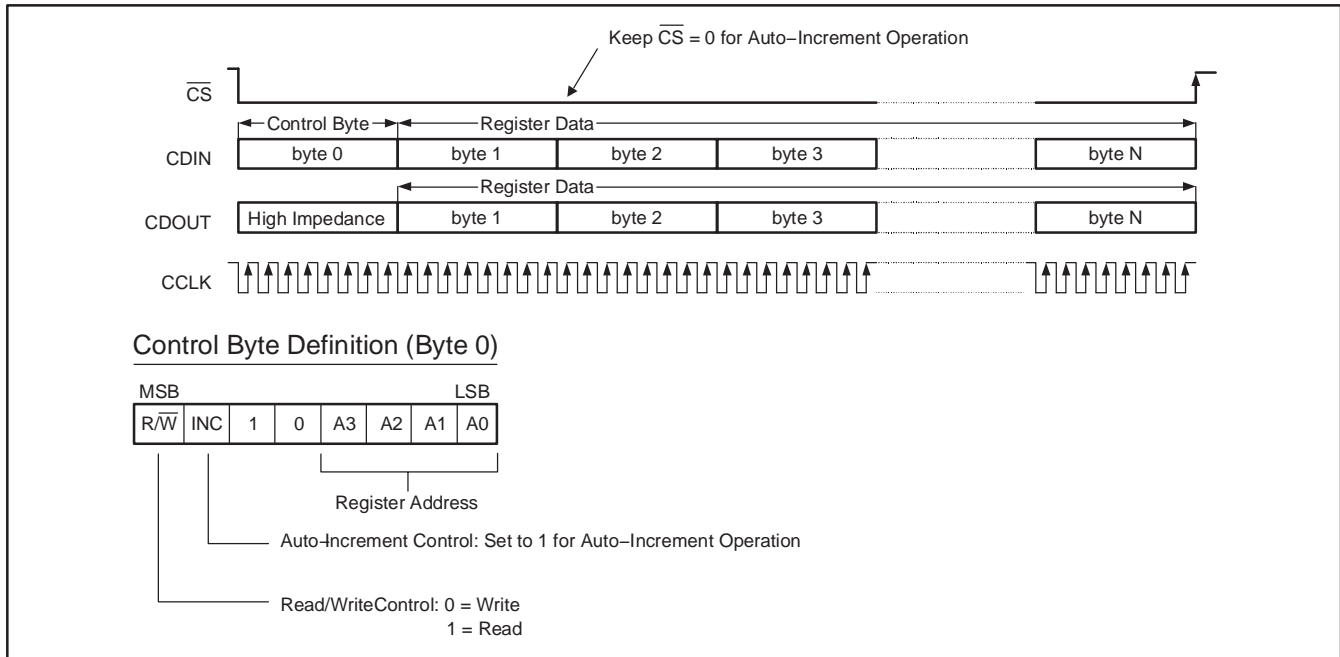 Keep C̅S̅ = 0 for Auto−Increment Operation
C̅S̅
Control Byte Register Data
CDIN byte 0 byte 1 byte 2 byte 3 byte N
Register Data
CDOUT High Impedance byte 1 byte 2 byte 3 byte N
CCLK
Control Byte Definition (Byte 0)
MSB LSB
R/W̅ INC 1 0 A3 A2 A1 A0
Register Address
Auto−Increment Control: Set to 1 for Auto−Increment Operation
Read/WriteControl: 0 = Write
1 = Read